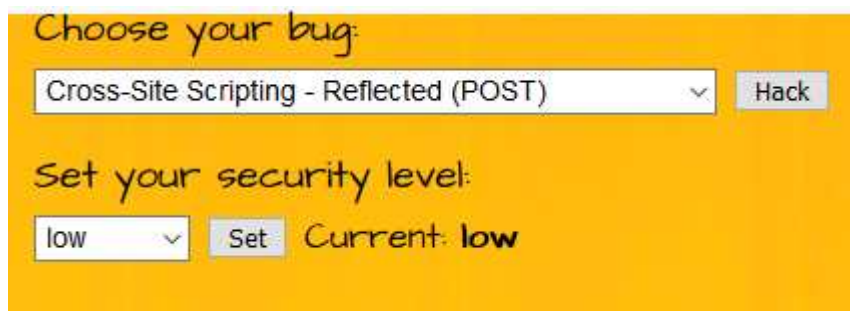 Choose your bug:
Cross-Site Scripting - Reflected (POST) Hack
Set your security level:
low Set Current: low